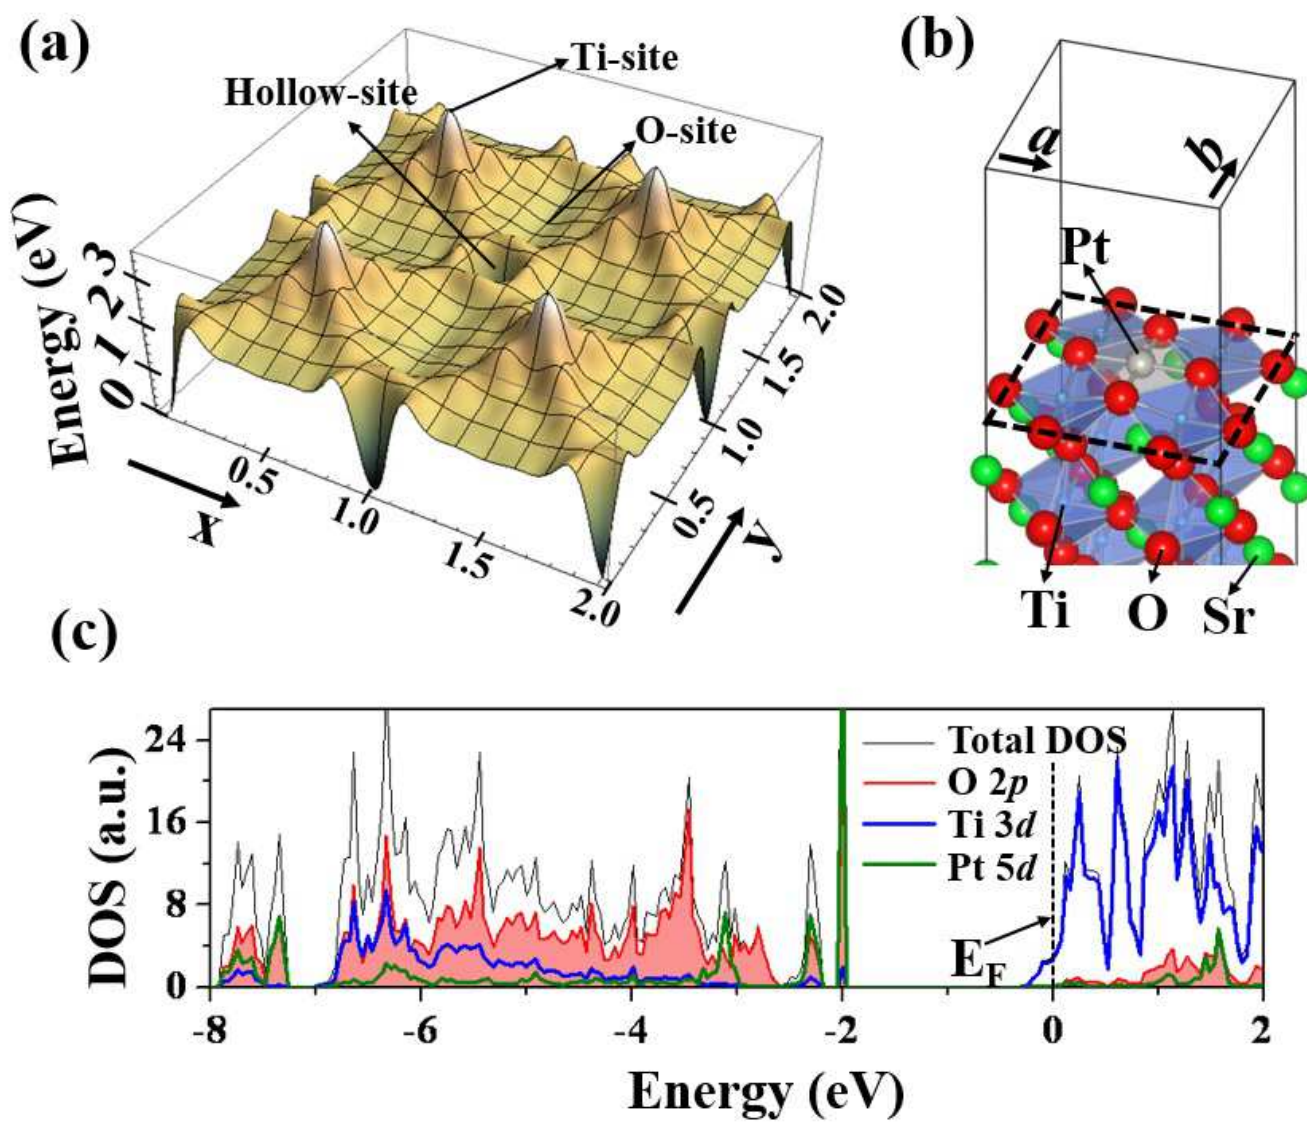 (a)
Ti-site
Hollow-site
O-site
Energy (eV)
3
2
1
0
0.5
1.0
1.5
2.0
x
0.5
1.0
1.5
2.0
y
(b)
a
b
Pt
Ti
O
Sr
(c)
DOS (a.u.)
24
16
8
0
Total DOS
O 2p
Ti 3d
Pt 5d
E_F
-8
-6
-4
-2
0
2
Energy (eV)